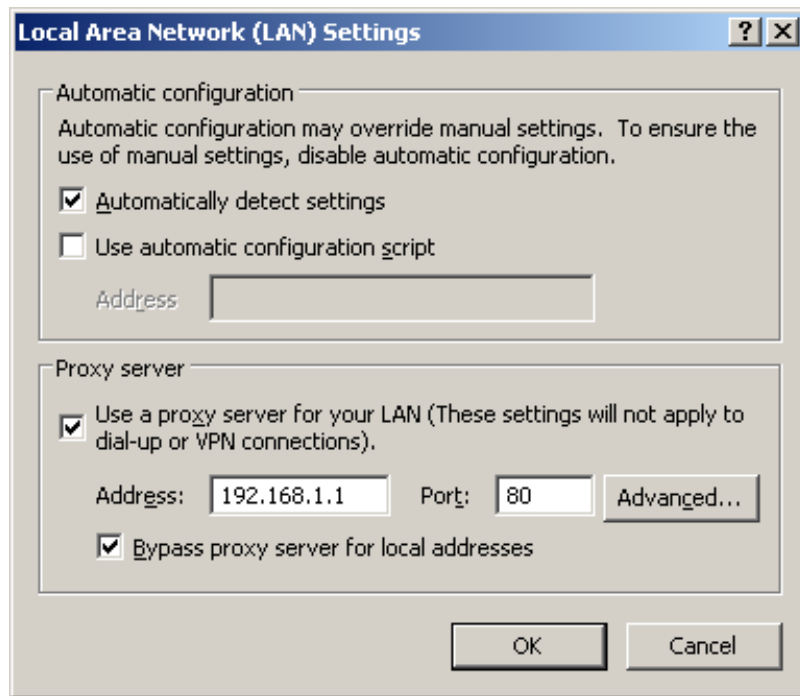 Local Area Network (LAN) Settings
Automatic configuration
Automatic configuration may override manual settings. To ensure the
use of manual settings, disable automatic configuration.
Automatically detect settings
Use automatic configuration script
Address
Proxy server
Use a proxy server for your LAN (These settings will not apply to
dial-up or VPN connections).
Address: 192.168.1.1 Port: 80 Advanced...
Bypass proxy server for local addresses
OK Cancel